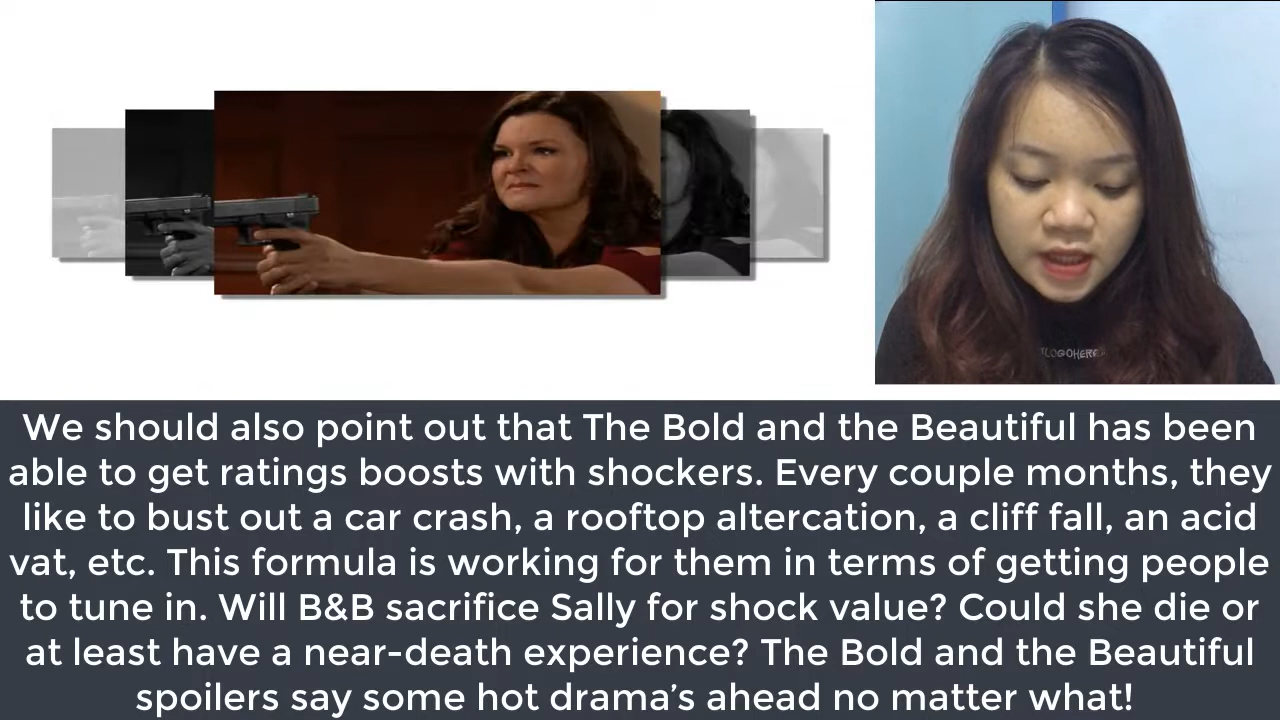 We should also point out that The Bold and the Beautiful has been
able to get ratings boosts with shockers. Every couple months, they
like to bust out a car crash, a rooftop altercation, a cliff fall, an acid
vat, etc. This formula is working for them in terms of getting people
to tune in. Will B&B sacrifice Sally for shock value? Could she die or
at least have a near-death experience? The Bold and the Beautiful
spoilers say some hot drama’s ahead no matter what!